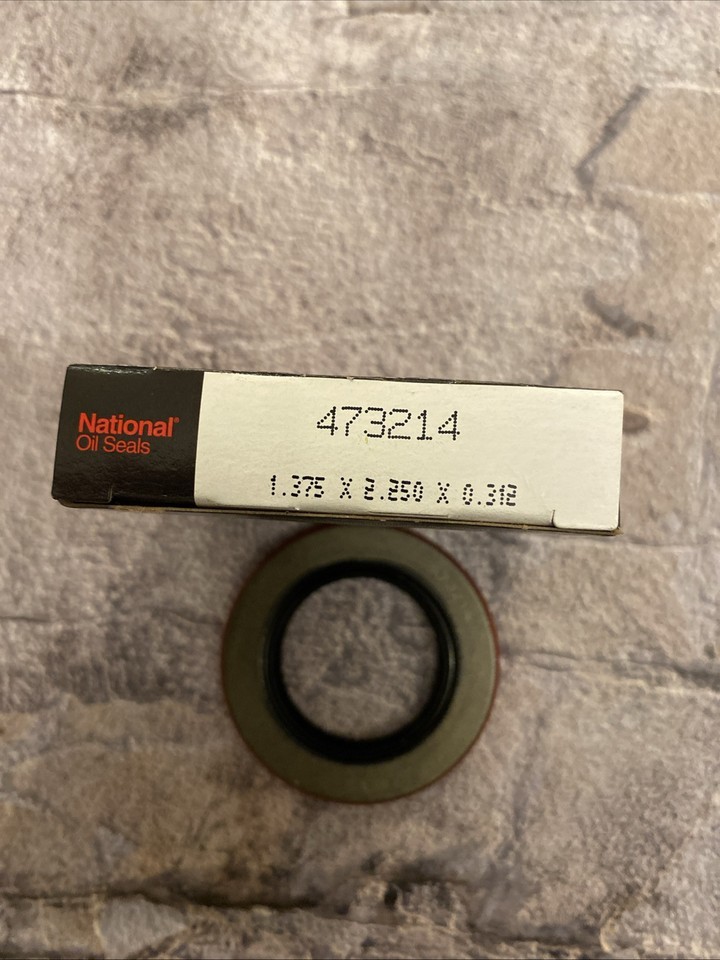 National®
Oil Seals
473214
1.375 X 2.250 X 0.312